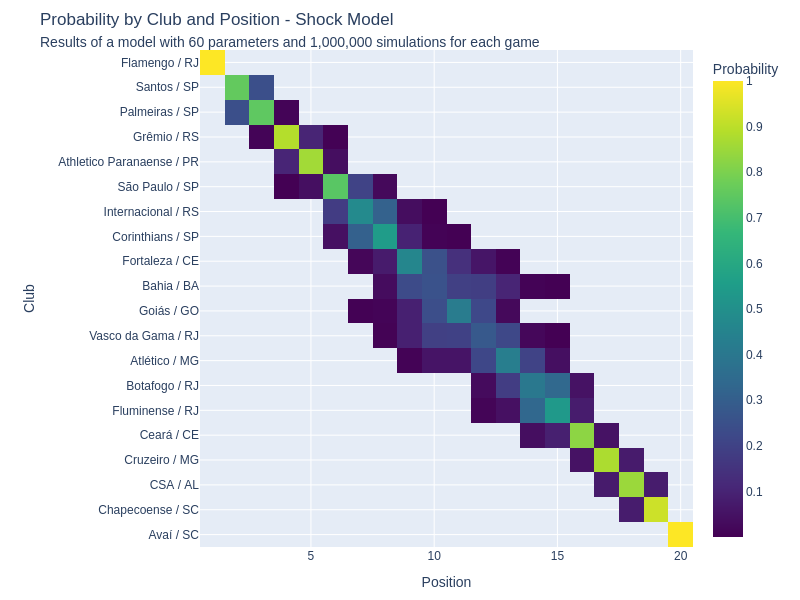 Probability by Club and Position - Shock Model
Results of a model with 60 parameters and 1,000,000 simulations for each game
Flamengo / RJ
Santos / SP
Palmeiras / SP
Grêmio / RS
Athletico Paranaense / PR
São Paulo / SP
Internacional / RS
Corinthians / SP
Fortaleza / CE
Bahia / BA
Goiás / GO
Vasco da Gama / RJ
Atlético / MG
Botafogo / RJ
Fluminense / RJ
Ceará / CE
Cruzeiro / MG
CSA / AL
Chapecoense / SC
Avaí / SC
Club
5 10 15 20
Position
Probability
1
0.9
0.8
0.7
0.6
0.5
0.4
0.3
0.2
0.1